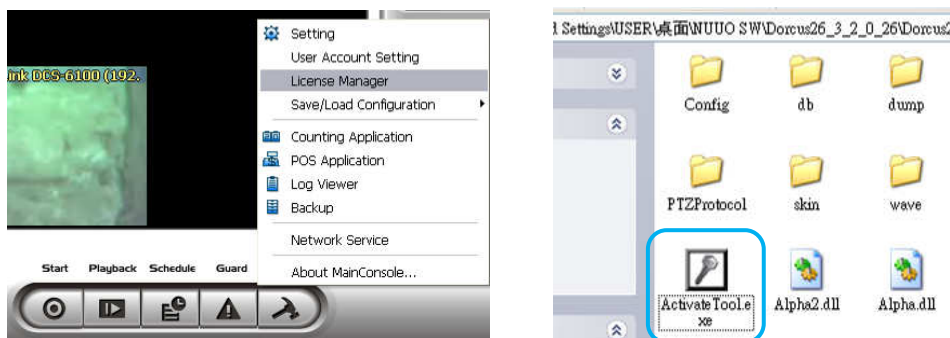 Setting
User Account Setting
ink DCS-6100 (192.
License Manager
Save/Load Configuration
Counting Application
POS Application
Log Viewer
Backup
Network Service
About MainConsole...
Start Playback Schedule Guard
Settings\USER\桌面\NUUO SW\Dorcus26_3_2_0_26\Dorcus2
Config db dump
PTZProtocol skin wave
ActivateTool.e
xe
Alpha2.dll Alpha.dll